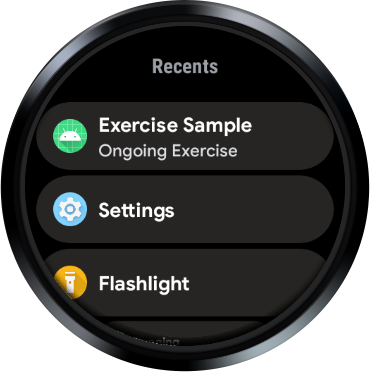 Recents
Exercise Sample
Ongoing Exercise
Settings
Flashlight